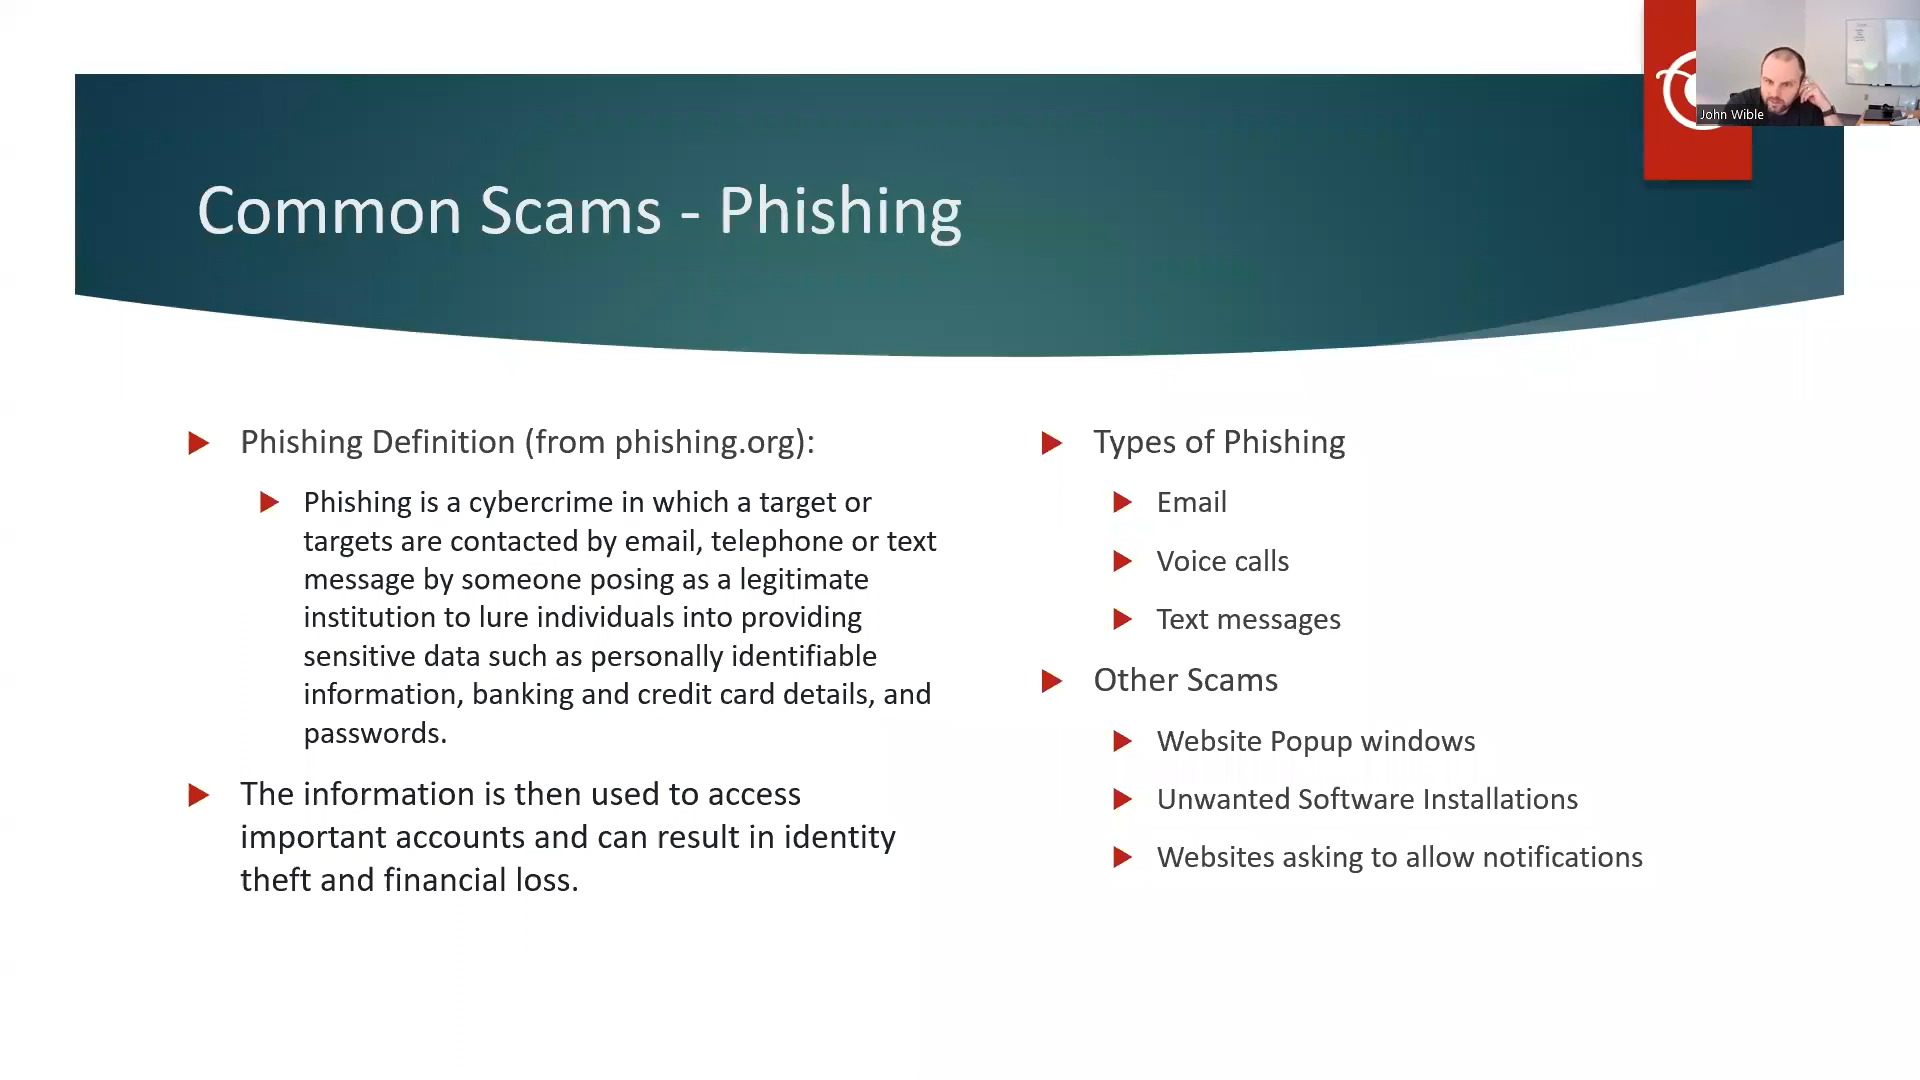 John Wible
Common Scams - Phishing
Phishing Definition (from phishing.org):
Phishing is a cybercrime in which a target or
targets are contacted by email, telephone or text
message by someone posing as a legitimate
institution to lure individuals into providing
sensitive data such as personally identifiable
information, banking and credit card details, and
passwords.
The information is then used to access
important accounts and can result in identity
theft and financial loss.
Types of Phishing
Email
Voice calls
Text messages
Other Scams
Website Popup windows
Unwanted Software Installations
Websites asking to allow notifications